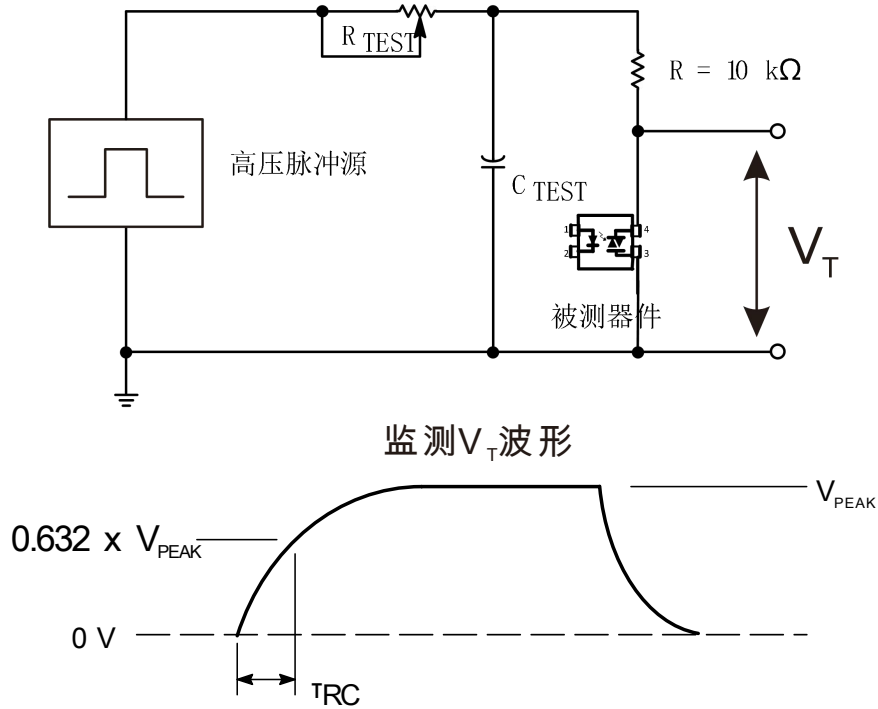 R TEST
R = 10 kΩ
高压脉冲源
C TEST
1 4
2 3
V T
被测器件
监测V T 波形
V PEAK
0.632 x V PEAK
0 V
τRC